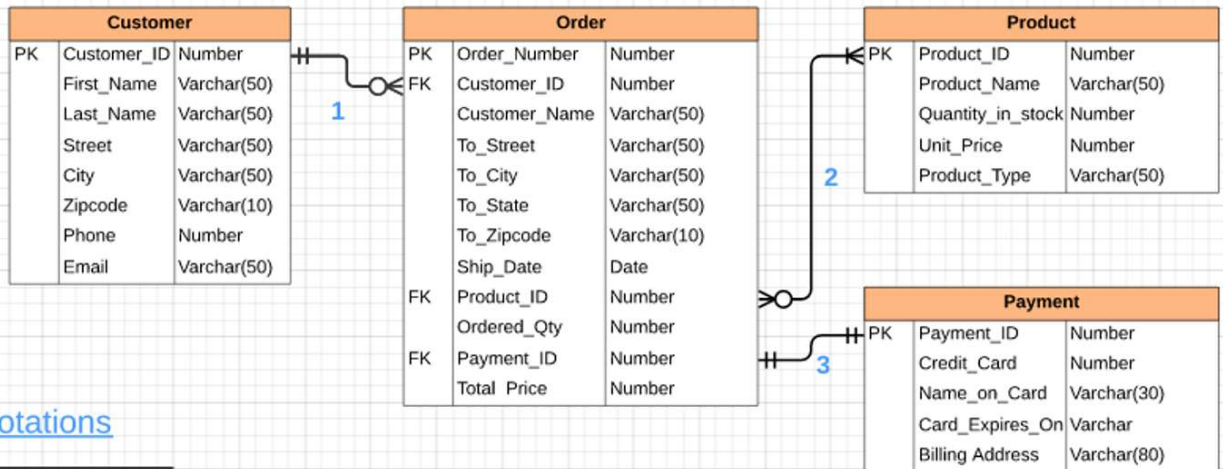 Customer
PK Customer_ID Number
First_Name Varchar(50)
Last_Name Varchar(50)
Street Varchar(50)
City Varchar(50)
Zipcode Varchar(10)
Phone Number
Email Varchar(50)
1
Order
PK Order_Number Number
FK Customer_ID Number
Customer_Name Varchar(50)
To_Street Varchar(50)
To_City Varchar(50)
To_State Varchar(50)
To_Zipcode Varchar(10)
Ship_Date Date
FK Product_ID Number
Ordered_Qty Number
FK Payment_ID Number
Total Price Number
2
3
Product
PK Product_ID Number
Product_Name Varchar(50)
Quantity_in_stock Number
Unit_Price Number
Product_Type Varchar(50)
Payment
PK Payment_ID Number
Credit_Card Number
Name_on_Card Varchar(30)
Card_Expires_On Varchar
Billing Address Varchar(80)
otations